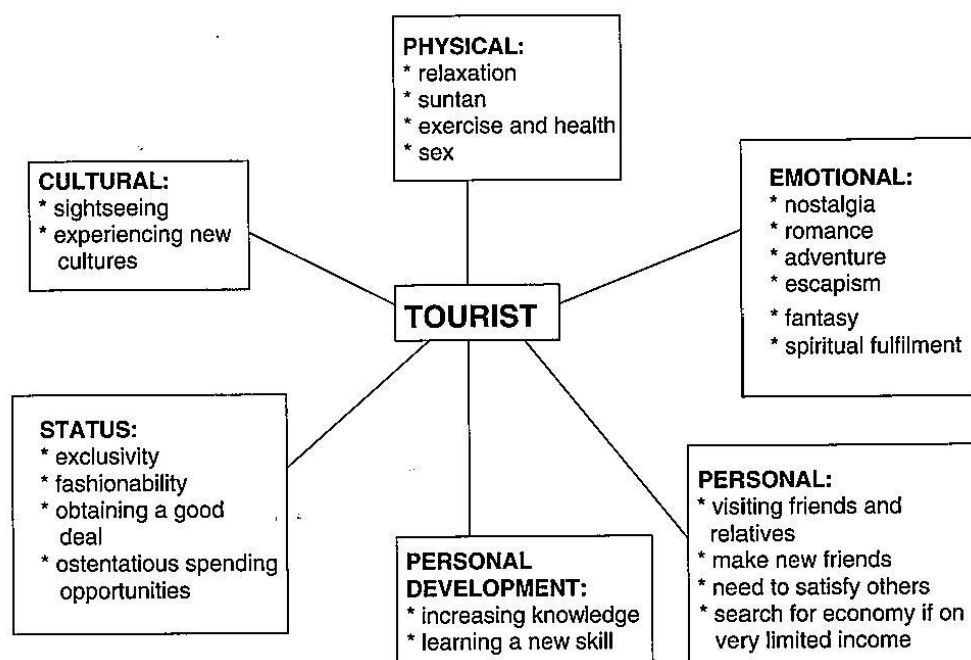 PHYSICAL:
* relaxation
* suntan
* exercise and health
* sex
CULTURAL:
* sightseeing
* experiencing new
cultures
EMOTIONAL:
* nostalgia
* romance
* adventure
* escapism
* fantasy
* spiritual fulfilment
TOURIST
STATUS:
* exclusivity
* fashionability
* obtaining a good
deal
* ostentatious spending
opportunities
PERSONAL
DEVELOPMENT:
* increasing knowledge
* learning a new skill
PERSONAL:
* visiting friends and
relatives
* make new friends
* need to satisfy others
* search for economy if on
very limited income